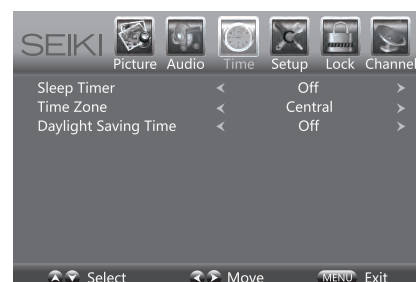 SEIKI
Picture Audio Time Setup Lock Channel
Sleep Timer < Off >
Time Zone < Central >
Daylight Saving Time < Off >
Select Move MENU Exit